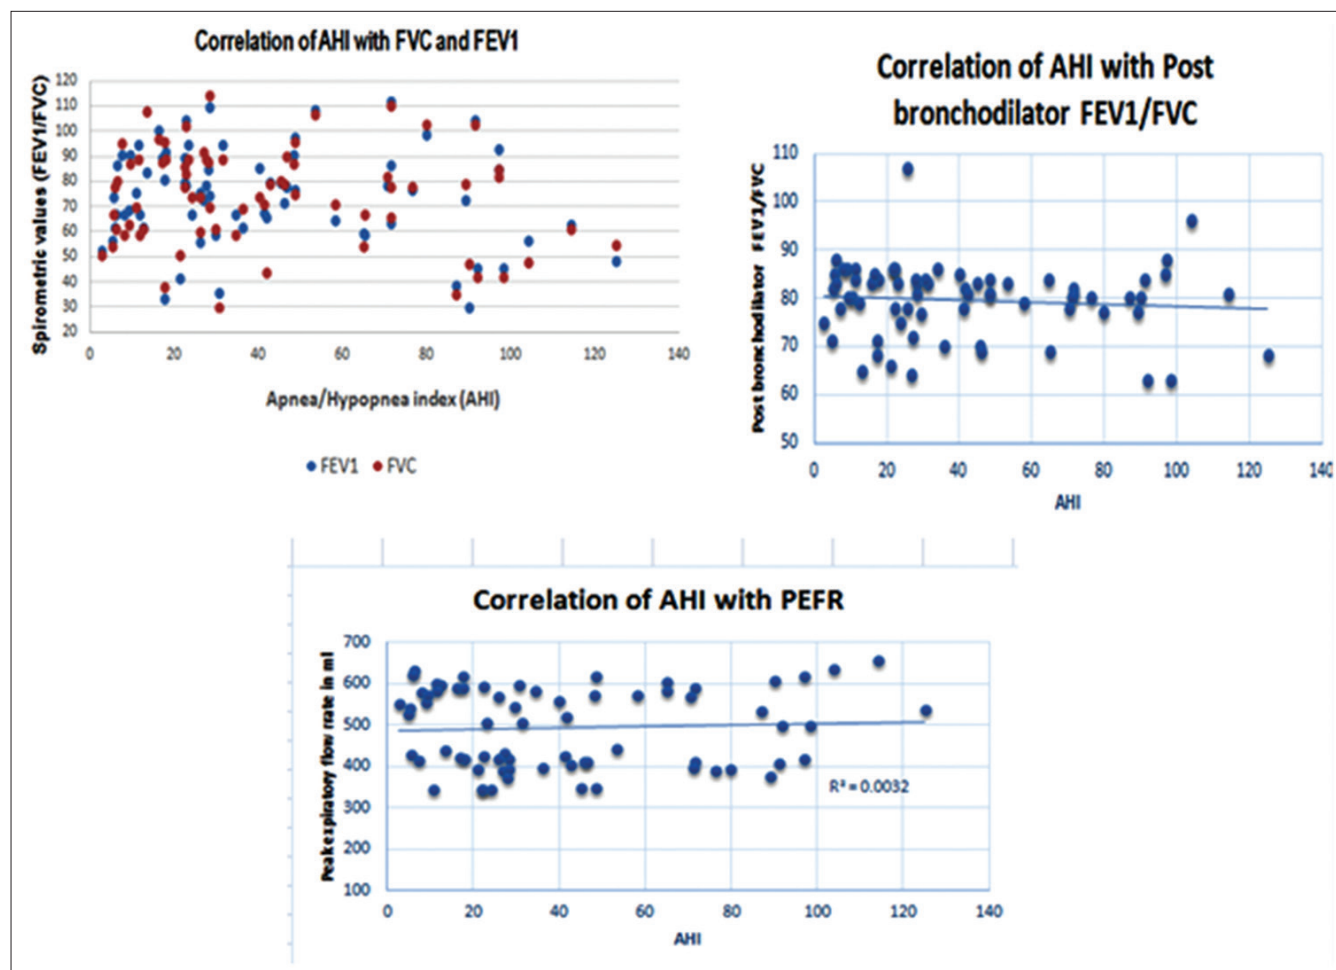 Correlation of AHI with FVC and FEV1
Spirometric values (FEV1/FVC)
120
110
100
90
80
70
60
50
40
30
20
0 20 40 60 80 100 120 140
Apnea/Hypopnea index (AHI)
FEV1 FVC
Correlation of AHI with Post
bronchodilator FEV1/FVC
Post bronchodilator FEV1/FVC
110
100
90
80
70
60
50
0 20 40 60 80 100 120 140
AHI
Correlation of AHI with PEFR
Peak espiratory flow rrate in ml
700
600
500
400
300
200
100
R² = 0.0032
0 20 40 60 80 100 120 140
AHI